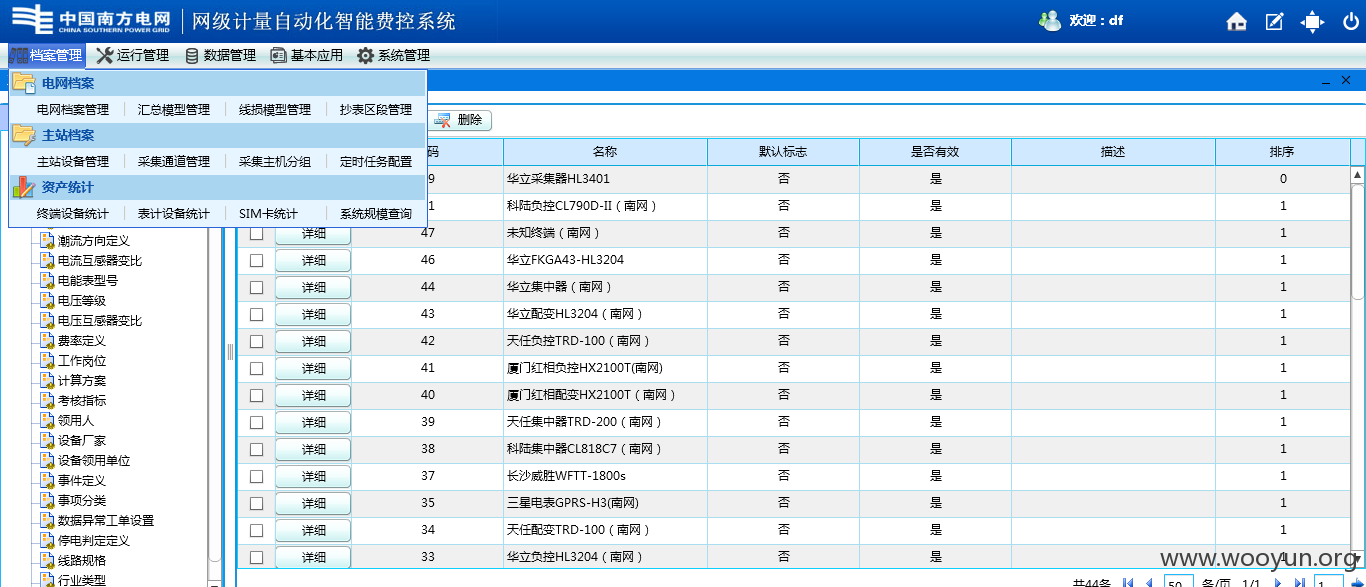 中国南方电网 网级计量自动化智能费控系统 欢迎：df
CHINA SOUTHERN POWER GRID
档案管理 运行管理 数据管理 基本应用 系统管理
电网档案
电网档案管理 汇总模型管理 线损模型管理 抄表区段管理
主站档案
主站设备管理 采集通道管理 采集主机分组 定时任务配置
资产统计
终端设备统计 表计设备统计 SIM卡统计 系统规模查询
潮流方向定义
电流互感器变比
电能表型号
电压等级
电压互感器变比
费率定义
工作岗位
计算方案
考核指标
领用人
设备厂家
设备领用单位
事件定义
事项分类
数据异常工单设置
停电判定定义
线路规格
行业类型
删除
码 名称 默认标志 是否有效 描述 排序
9 华立采集器HL3401 否 是 0
1 科陆负控CL790D-II（南网） 否 是 1
详细 47 未知终端（南网） 否 是 1
详细 46 华立FKGA43-HL3204 否 是 1
详细 44 华立集中器（南网） 否 是 1
详细 43 华立配变HL3204（南网） 否 是 1
详细 42 天任负控TRD-100（南网） 否 是 1
详细 41 厦门红相负控HX2100T(南网) 否 是 1
详细 40 厦门红相配变HX2100T（南网） 否 是 1
详细 39 天任集中器TRD-200（南网） 否 是 1
详细 38 科陆集中器CL818C7（南网） 否 是 1
详细 37 长沙威胜WFTT-1800s 否 是 1
详细 35 三星电表GPRS-H3(南网) 否 是 1
详细 34 天任配变TRD-100（南网） 否 是 1
详细 33 华立负控HL3204（南网） 否 是 1
www.wooyun.org
共44条 50 条/页 1/1 1